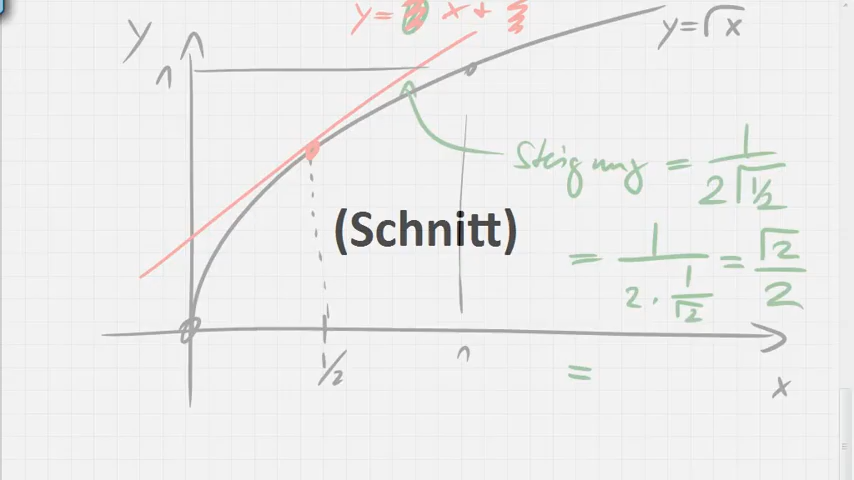 y = x +
y = √x
y
1
Steigung = 1/(2√(1/2))
(Schnitt)
= 1/(2 · 1/√2) = √2/2
1/2
1
=
x